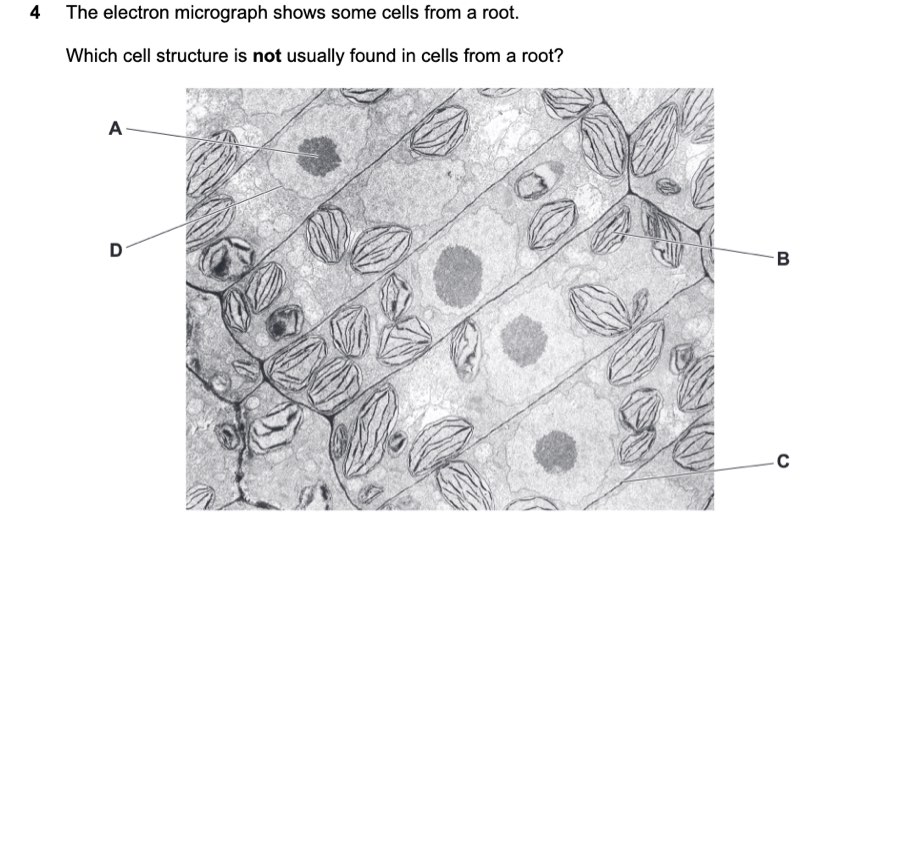 4 The electron micrograph shows some cells from a root.
Which cell structure is not usually found in cells from a root?
A
D
B
C